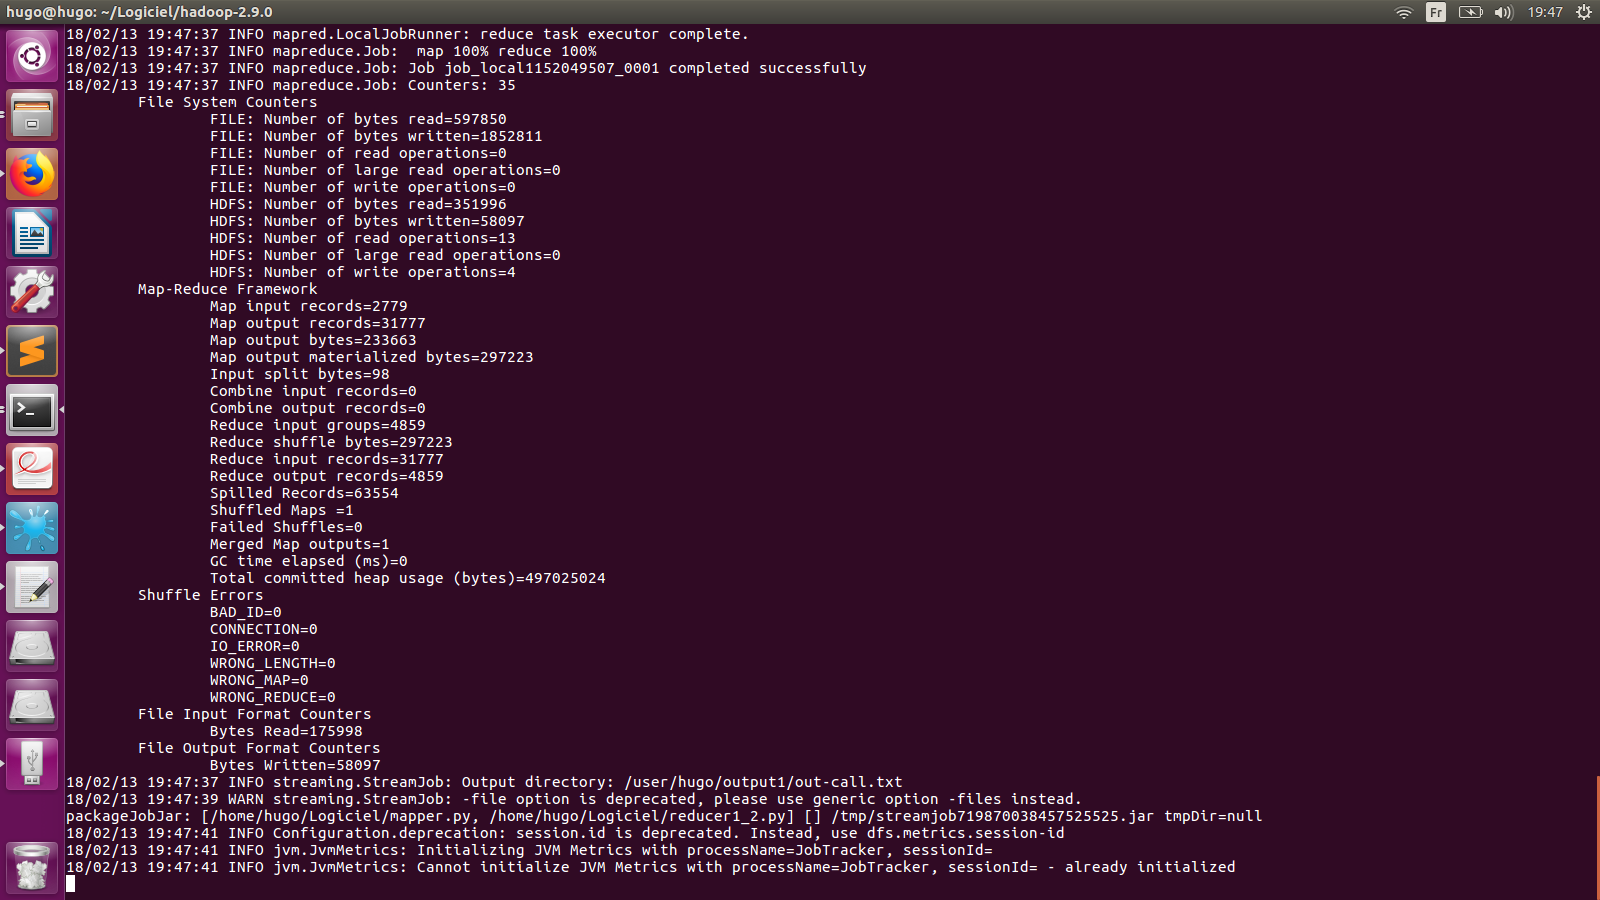 hugo@hugo: ~/Logiciel/hadoop-2.9.0
Fr
19:47
18/02/13 19:47:37 INFO mapred.LocalJobRunner: reduce task executor complete.
18/02/13 19:47:37 INFO mapreduce.Job:  map 100% reduce 100%
18/02/13 19:47:37 INFO mapreduce.Job: Job job_local1152049507_0001 completed successfully
18/02/13 19:47:37 INFO mapreduce.Job: Counters: 35
File System Counters
FILE: Number of bytes read=597850
FILE: Number of bytes written=1852811
FILE: Number of read operations=0
FILE: Number of large read operations=0
FILE: Number of write operations=0
HDFS: Number of bytes read=351996
HDFS: Number of bytes written=58097
HDFS: Number of read operations=13
HDFS: Number of large read operations=0
HDFS: Number of write operations=4
Map-Reduce Framework
Map input records=2779
Map output records=31777
Map output bytes=233663
Map output materialized bytes=297223
Input split bytes=98
Combine input records=0
Combine output records=0
Reduce input groups=4859
Reduce shuffle bytes=297223
Reduce input records=31777
Reduce output records=4859
Spilled Records=63554
Shuffled Maps =1
Failed Shuffles=0
Merged Map outputs=1
GC time elapsed (ms)=0
Total committed heap usage (bytes)=497025024
Shuffle Errors
BAD_ID=0
CONNECTION=0
IO_ERROR=0
WRONG_LENGTH=0
WRONG_MAP=0
WRONG_REDUCE=0
File Input Format Counters
Bytes Read=175998
File Output Format Counters
Bytes Written=58097
18/02/13 19:47:37 INFO streaming.StreamJob: Output directory: /user/hugo/output1/out-call.txt
18/02/13 19:47:39 WARN streaming.StreamJob: -file option is deprecated, please use generic option -files instead.
packageJobJar: [/home/hugo/Logiciel/mapper.py, /home/hugo/Logiciel/reducer1_2.py] [] /tmp/streamjob719870038457525525.jar tmpDir=null
18/02/13 19:47:41 INFO Configuration.deprecation: session.id is deprecated. Instead, use dfs.metrics.session-id
18/02/13 19:47:41 INFO jvm.JvmMetrics: Initializing JVM Metrics with processName=JobTracker, sessionId=
18/02/13 19:47:41 INFO jvm.JvmMetrics: Cannot initialize JVM Metrics with processName=JobTracker, sessionId= - already initialized